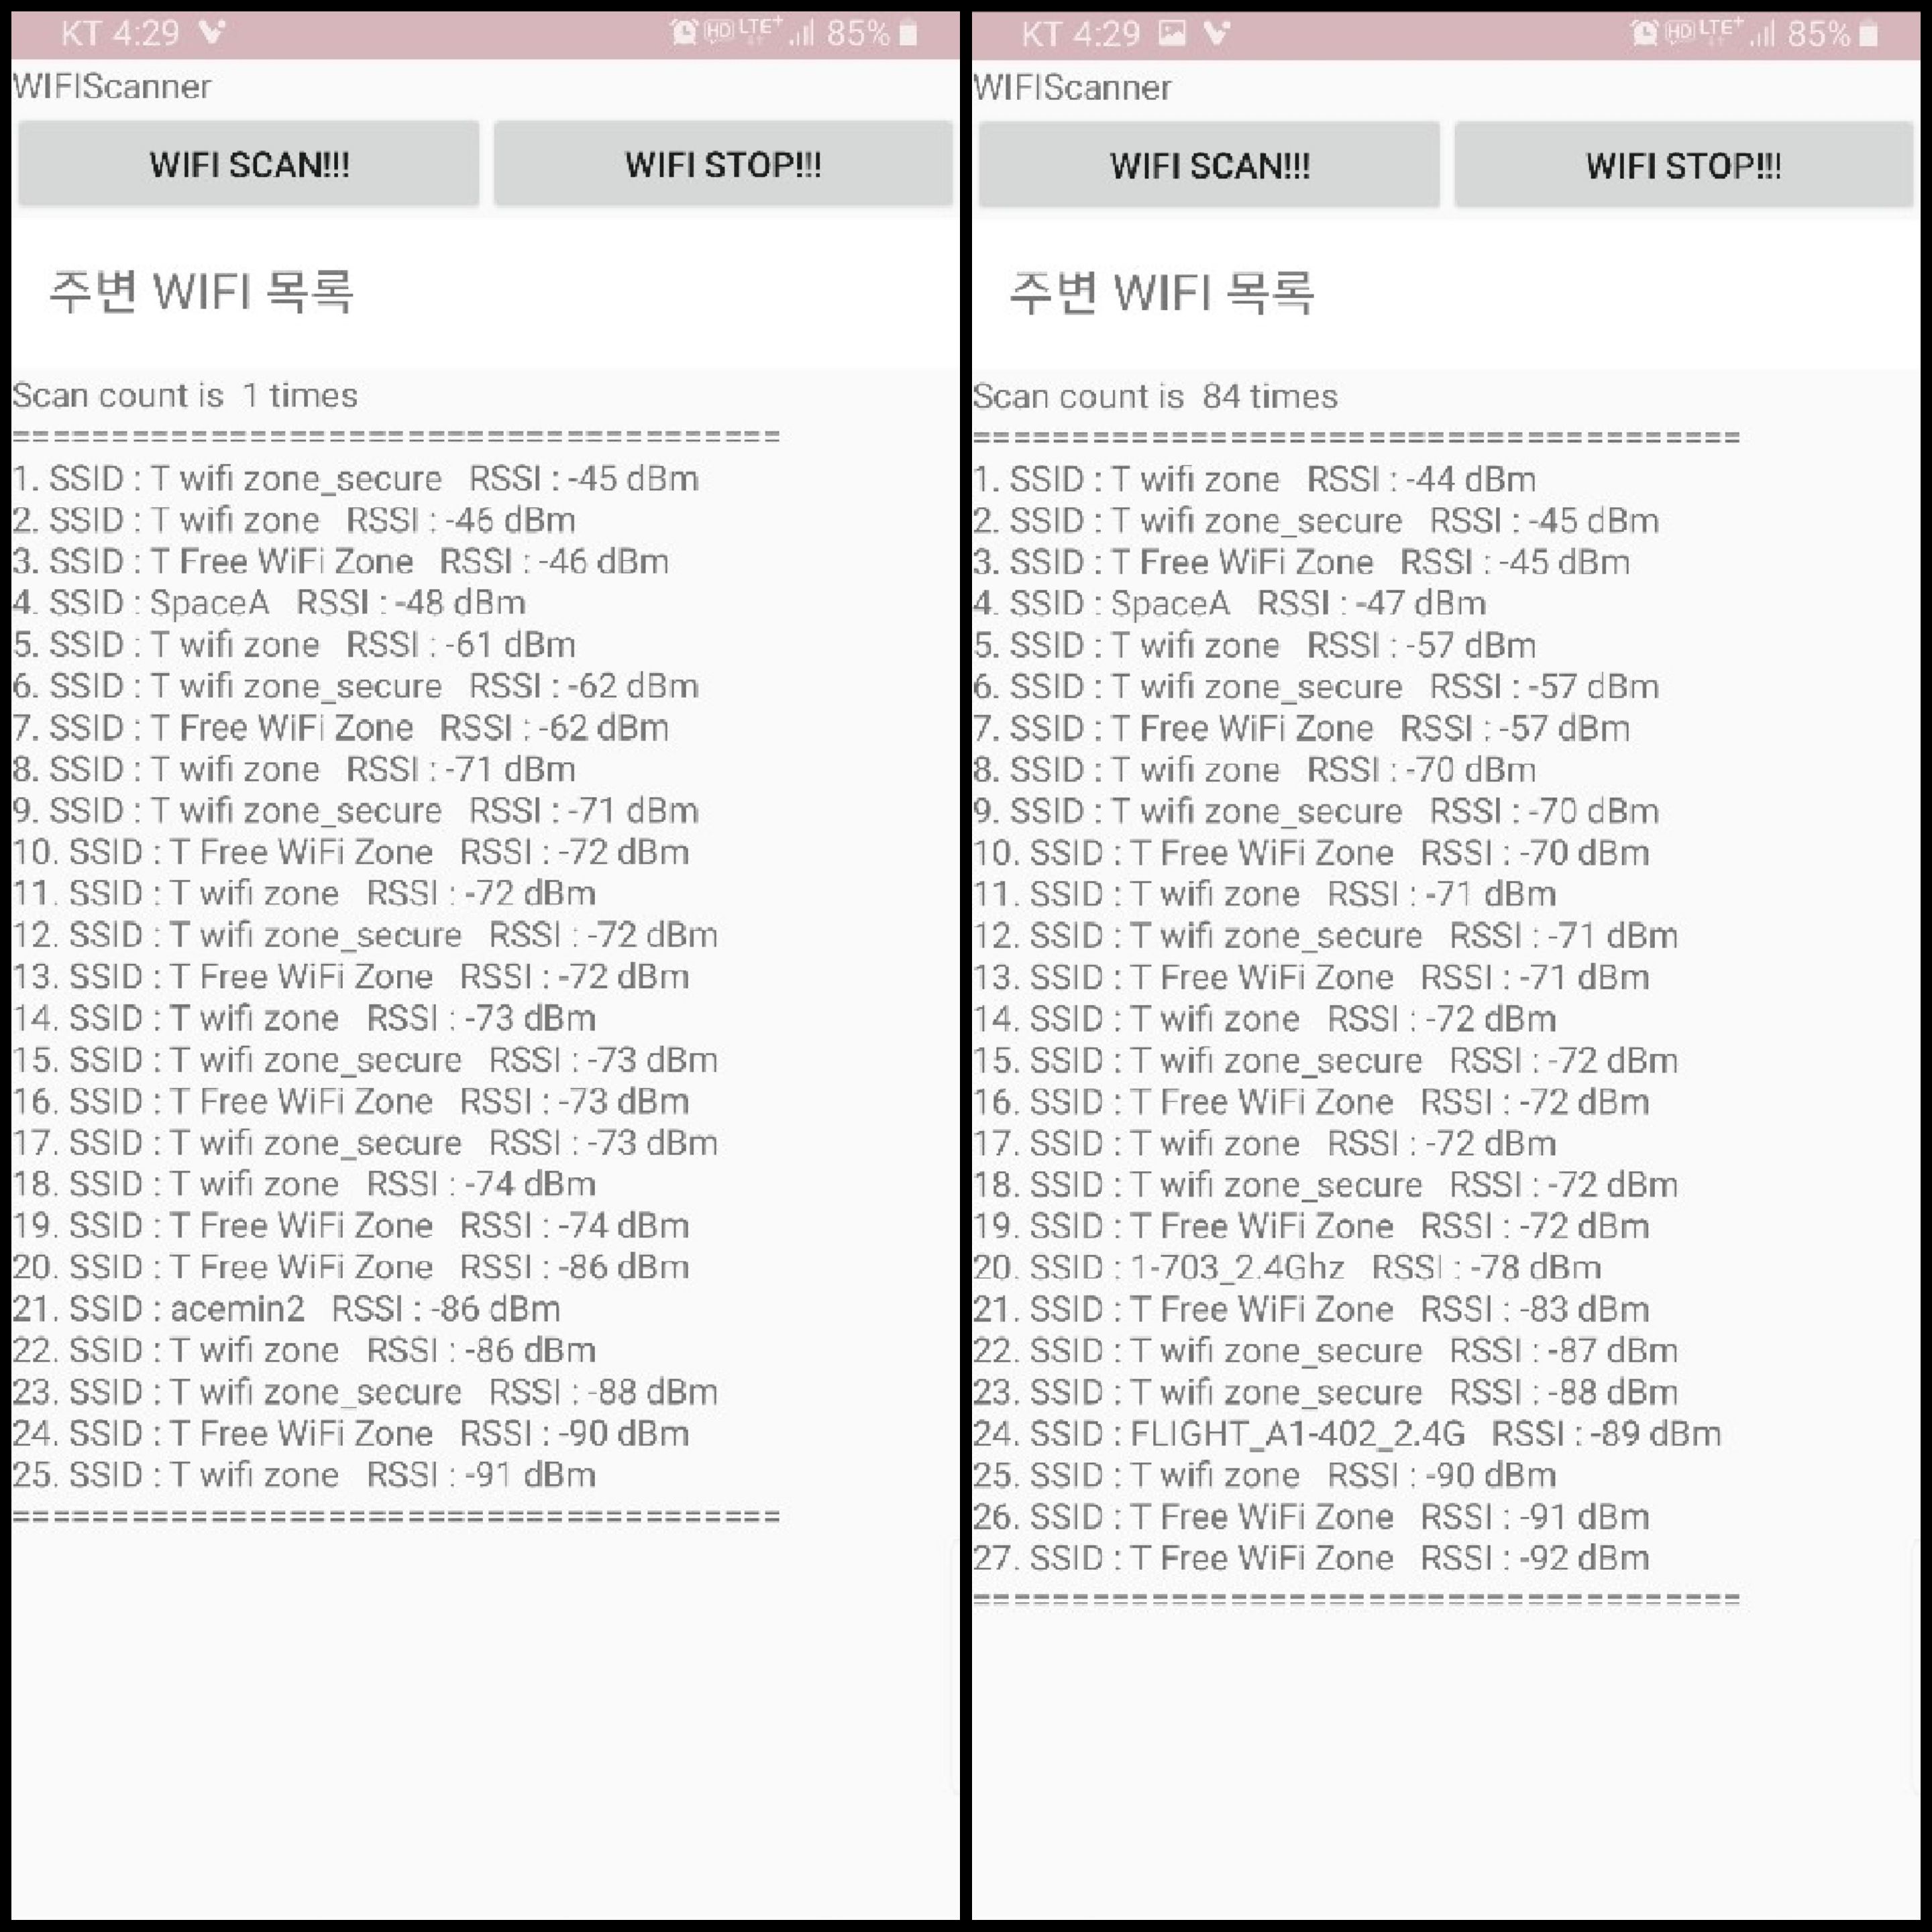 KT 4:29
HD LTE+ 85%
WIFIScanner
WIFI SCAN!!! WIFI STOP!!!
주변 WIFI 목록
Scan count is 1 times
=======================================
1. SSID : T wifi zone_secure RSSI : -45 dBm
2. SSID : T wifi zone RSSI : -46 dBm
3. SSID : T Free WiFi Zone RSSI : -46 dBm
4. SSID : SpaceA RSSI : -48 dBm
5. SSID : T wifi zone RSSI : -61 dBm
6. SSID : T wifi zone_secure RSSI : -62 dBm
7. SSID : T Free WiFi Zone RSSI : -62 dBm
8. SSID : T wifi zone RSSI : -71 dBm
9. SSID : T wifi zone_secure RSSI : -71 dBm
10. SSID : T Free WiFi Zone RSSI : -72 dBm
11. SSID : T wifi zone RSSI : -72 dBm
12. SSID : T wifi zone_secure RSSI : -72 dBm
13. SSID : T Free WiFi Zone RSSI : -72 dBm
14. SSID : T wifi zone RSSI : -73 dBm
15. SSID : T wifi zone_secure RSSI : -73 dBm
16. SSID : T Free WiFi Zone RSSI : -73 dBm
17. SSID : T wifi zone_secure RSSI : -73 dBm
18. SSID : T wifi zone RSSI : -74 dBm
19. SSID : T Free WiFi Zone RSSI : -74 dBm
20. SSID : T Free WiFi Zone RSSI : -86 dBm
21. SSID : acemin2 RSSI : -86 dBm
22. SSID : T wifi zone RSSI : -86 dBm
23. SSID : T wifi zone_secure RSSI : -88 dBm
24. SSID : T Free WiFi Zone RSSI : -90 dBm
25. SSID : T wifi zone RSSI : -91 dBm
=======================================
KT 4:29
HD LTE+ 85%
WIFIScanner
WIFI SCAN!!! WIFI STOP!!!
주변 WIFI 목록
Scan count is 84 times
=======================================
1. SSID : T wifi zone RSSI : -44 dBm
2. SSID : T wifi zone_secure RSSI : -45 dBm
3. SSID : T Free WiFi Zone RSSI : -45 dBm
4. SSID : SpaceA RSSI : -47 dBm
5. SSID : T wifi zone RSSI : -57 dBm
6. SSID : T wifi zone_secure RSSI : -57 dBm
7. SSID : T Free WiFi Zone RSSI : -57 dBm
8. SSID : T wifi zone RSSI : -70 dBm
9. SSID : T wifi zone_secure RSSI : -70 dBm
10. SSID : T Free WiFi Zone RSSI : -70 dBm
11. SSID : T wifi zone RSSI : -71 dBm
12. SSID : T wifi zone_secure RSSI : -71 dBm
13. SSID : T Free WiFi Zone RSSI : -71 dBm
14. SSID : T wifi zone RSSI : -72 dBm
15. SSID : T wifi zone_secure RSSI : -72 dBm
16. SSID : T Free WiFi Zone RSSI : -72 dBm
17. SSID : T wifi zone RSSI : -72 dBm
18. SSID : T wifi zone_secure RSSI : -72 dBm
19. SSID : T Free WiFi Zone RSSI : -72 dBm
20. SSID : 1-703_2.4Ghz RSSI : -78 dBm
21. SSID : T Free WiFi Zone RSSI : -83 dBm
22. SSID : T wifi zone_secure RSSI : -87 dBm
23. SSID : T wifi zone_secure RSSI : -88 dBm
24. SSID : FLIGHT_A1-402_2.4G RSSI : -89 dBm
25. SSID : T wifi zone RSSI : -90 dBm
26. SSID : T Free WiFi Zone RSSI : -91 dBm
27. SSID : T Free WiFi Zone RSSI : -92 dBm
=======================================